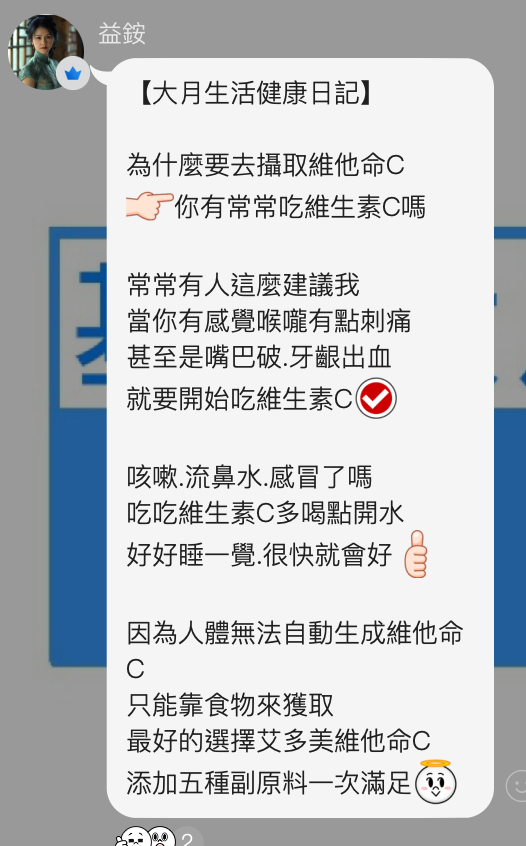 益銨
【大月生活健康日記】
為什麼要去攝取維他命C
你有常常吃維生素C嗎
常常有人這麼建議我
當你有感覺喉嚨有點刺痛
甚至是嘴巴破.牙齦出血
就要開始吃維生素C
咳嗽.流鼻水.感冒了嗎
吃吃維生素C多喝點開水
好好睡一覺.很快就會好
因為人體無法自動生成維他命
C
只能靠食物來獲取
最好的選擇艾多美維他命C
添加五種副原料一次滿足
2